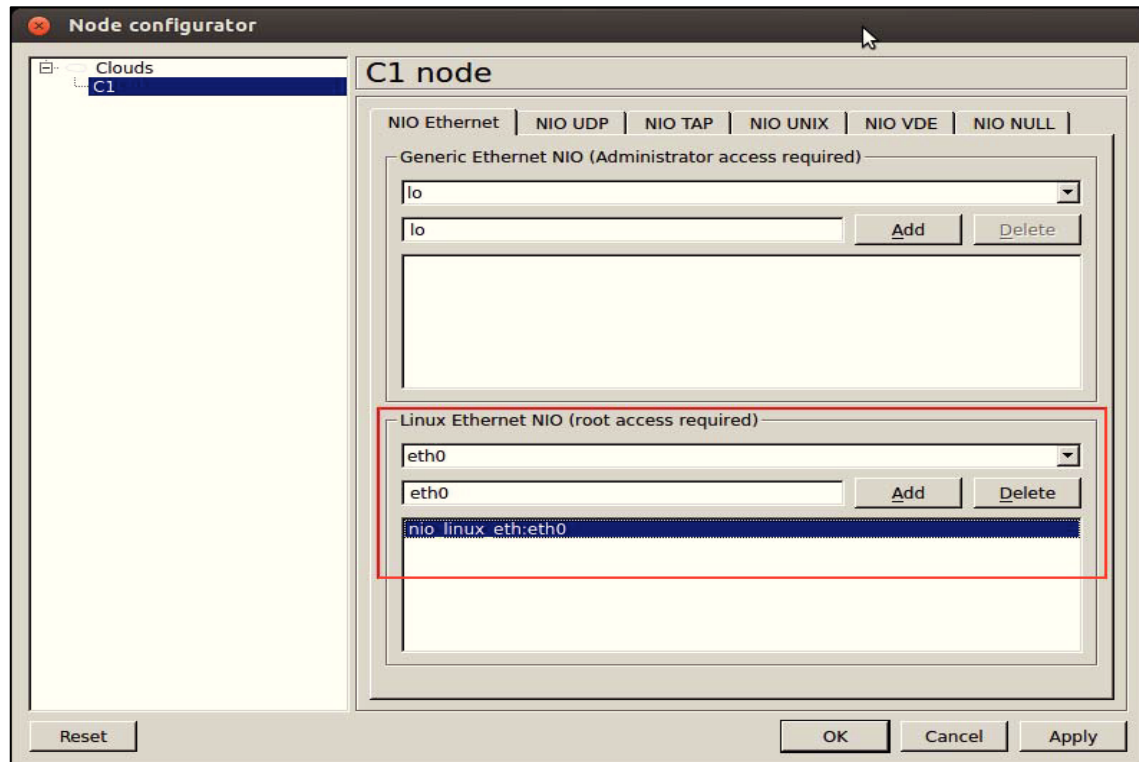 Node configurator
Clouds
C1
C1 node
NIO Ethernet NIO UDP NIO TAP NIO UNIX NIO VDE NIO NULL
Generic Ethernet NIO (Administrator access required)
lo
lo Add Delete
Linux Ethernet NIO (root access required)
eth0
eth0 Add Delete
nio_linux_eth:eth0
Reset OK Cancel Apply